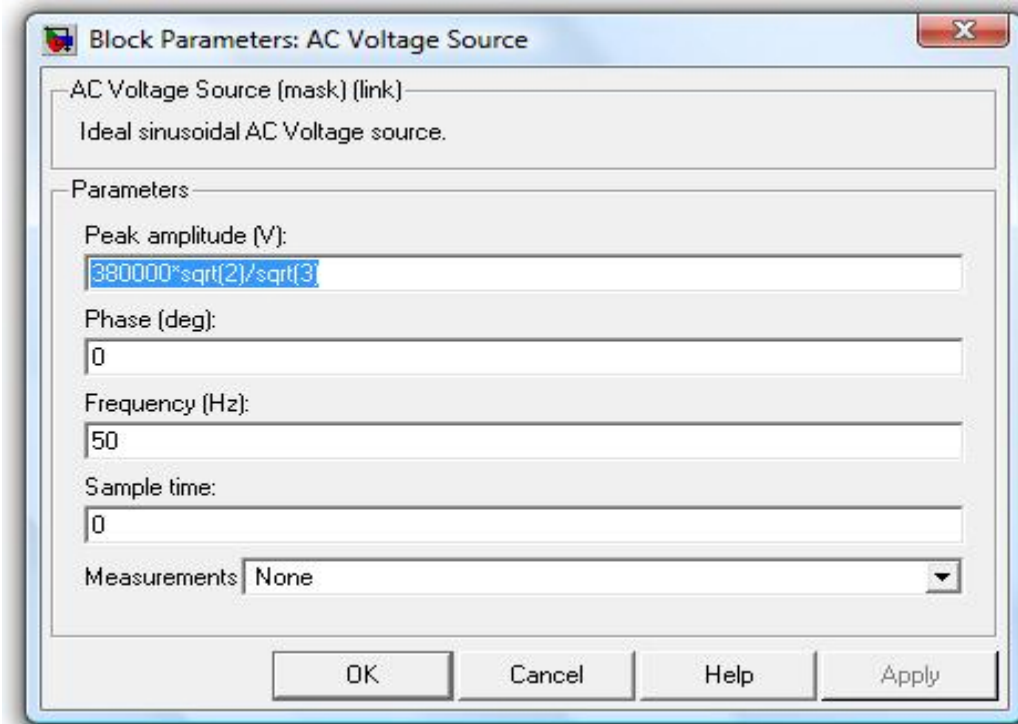 Block Parameters: AC Voltage Source
AC Voltage Source (mask) (link)
Ideal sinusoidal AC Voltage source.
Parameters
Peak amplitude (V):
380000*sqrt(2)/sqrt(3)
Phase (deg):
0
Frequency (Hz):
50
Sample time:
0
Measurements None
OK Cancel Help Apply